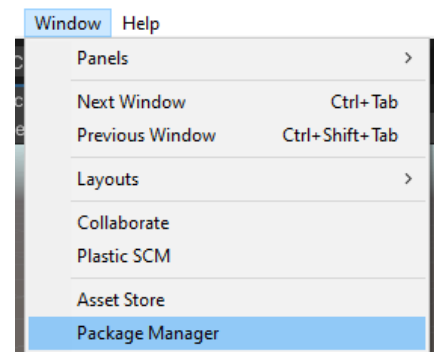 Window Help
Panels >
Next Window Ctrl+Tab
Previous Window Ctrl+Shift+Tab
Layouts >
Collaborate
Plastic SCM
Asset Store
Package Manager